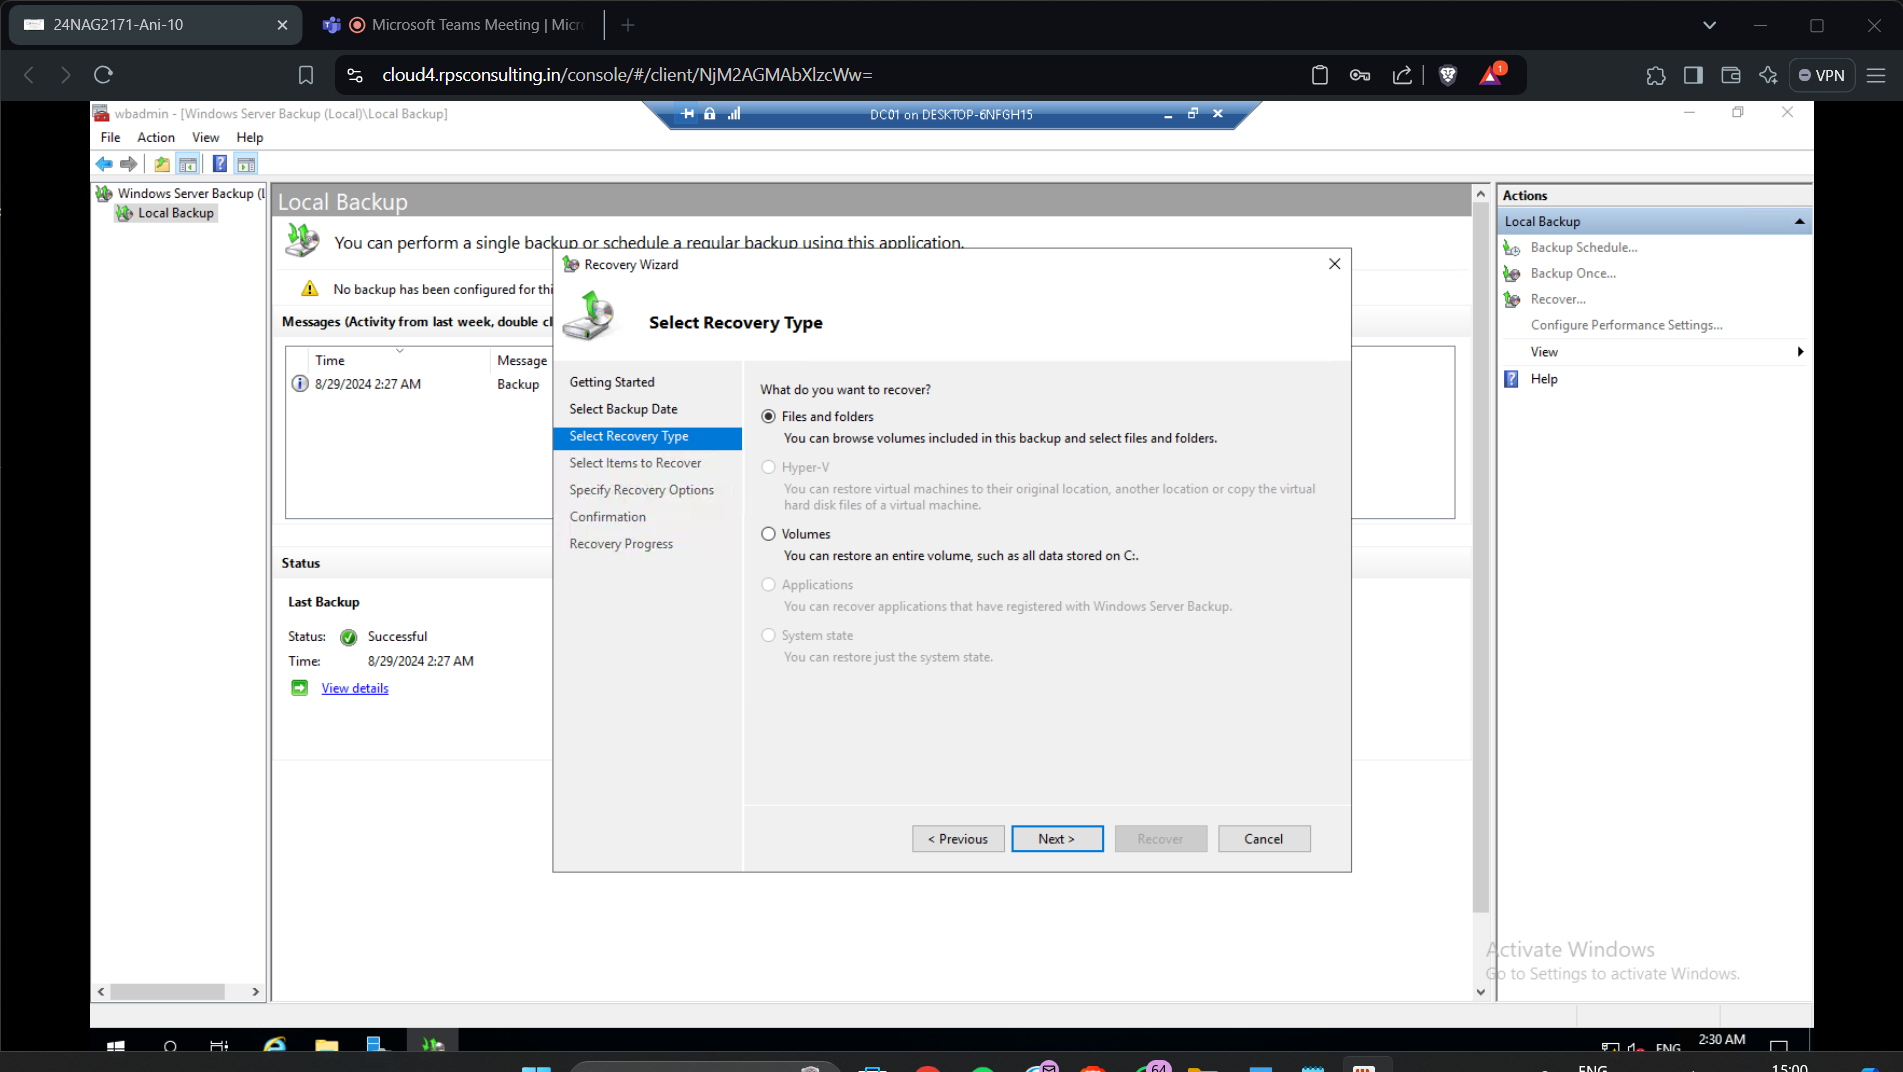 24NAG2171-Ani-10
Microsoft Teams Meeting | Micr
cloud4.rpsconsulting.in/console/#/client/NjM2AGMAbXlzcWw=
1
VPN
wbadmin - [Windows Server Backup (Local)\Local Backup]
DC01 on DESKTOP-6NFGH15
File Action View Help
Windows Server Backup (L
Local Backup
Local Backup
You can perform a single backup or schedule a regular backup using this application.
No backup has been configured for thi
Messages (Activity from last week, double cl
Time Message
8/29/2024 2:27 AM Backup
Status
Last Backup
Status: Successful
Time: 8/29/2024 2:27 AM
View details
Recovery Wizard
Select Recovery Type
Getting Started
Select Backup Date
Select Recovery Type
Select Items to Recover
Specify Recovery Options
Confirmation
Recovery Progress
What do you want to recover?
Files and folders
You can browse volumes included in this backup and select files and folders.
Hyper-V
You can restore virtual machines to their original location, another location or copy the virtual
hard disk files of a virtual machine.
Volumes
You can restore an entire volume, such as all data stored on C:.
Applications
You can recover applications that have registered with Windows Server Backup.
System state
You can restore just the system state.
< Previous
Next >
Recover
Cancel
Actions
Local Backup
Backup Schedule...
Backup Once...
Recover...
Configure Performance Settings...
View
Help
Activate Windows
Go to Settings to activate Windows.
ENG
2:30 AM
64
ENG
15:00